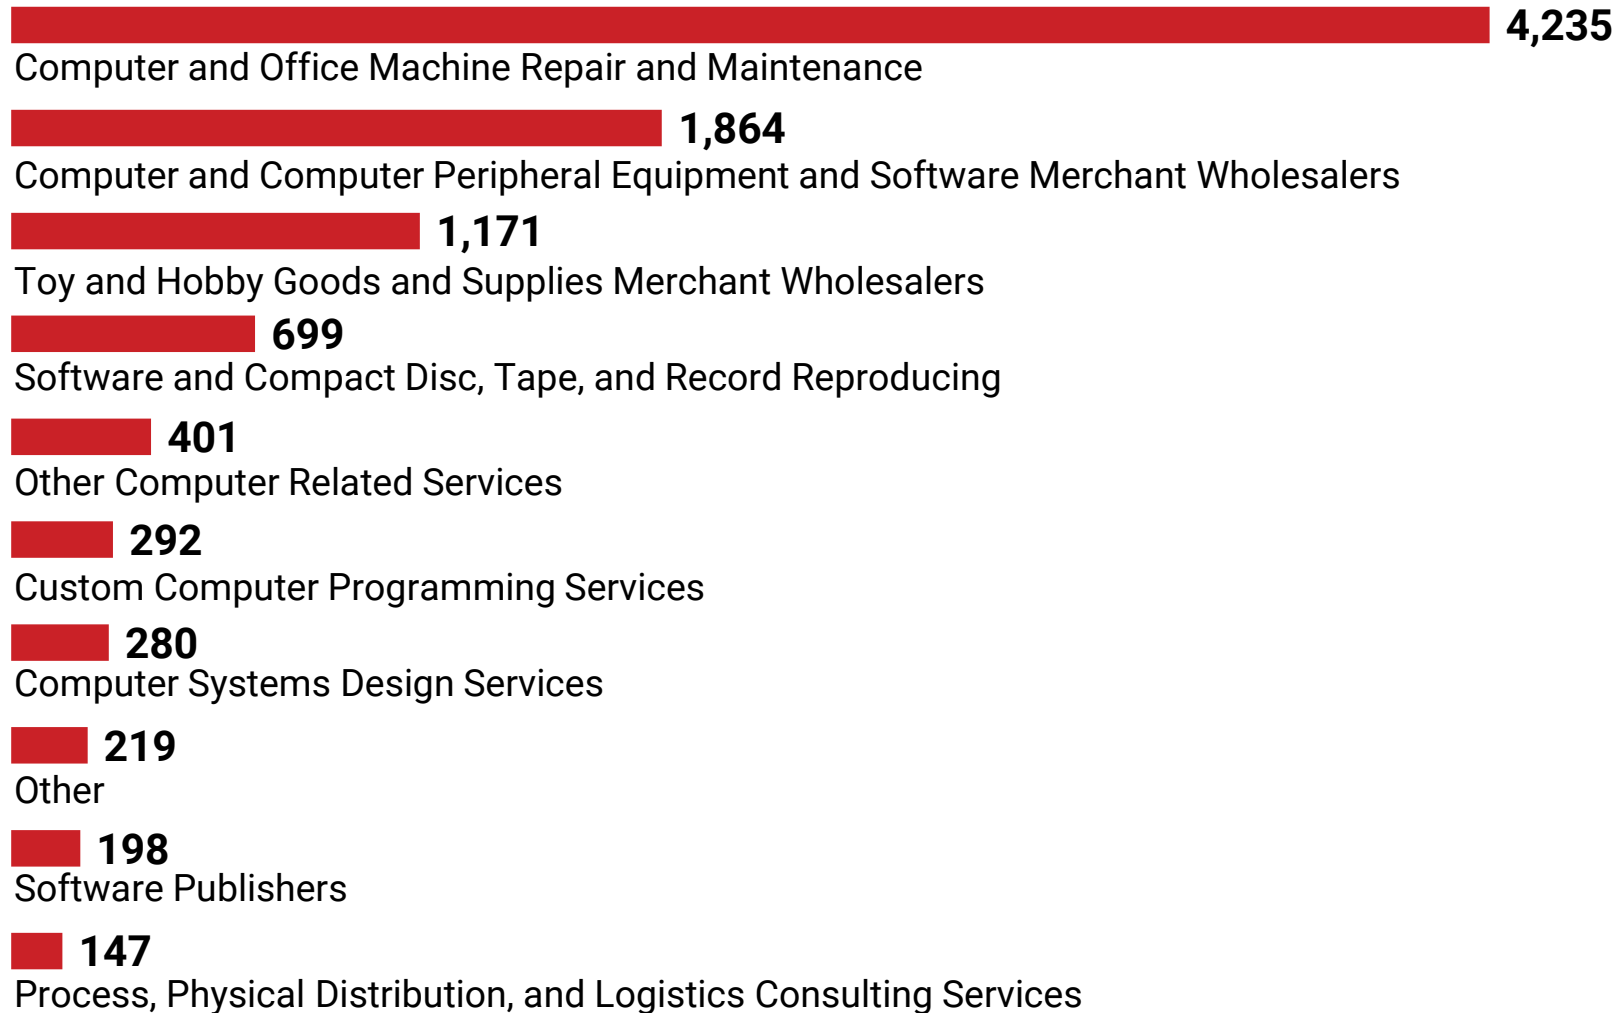 4,235
Computer and Office Machine Repair and Maintenance
1,864
Computer and Computer Peripheral Equipment and Software Merchant Wholesalers
1,171
Toy and Hobby Goods and Supplies Merchant Wholesalers
699
Software and Compact Disc, Tape, and Record Reproducing
401
Other Computer Related Services
292
Custom Computer Programming Services
280
Computer Systems Design Services
219
Other
198
Software Publishers
147
Process, Physical Distribution, and Logistics Consulting Services